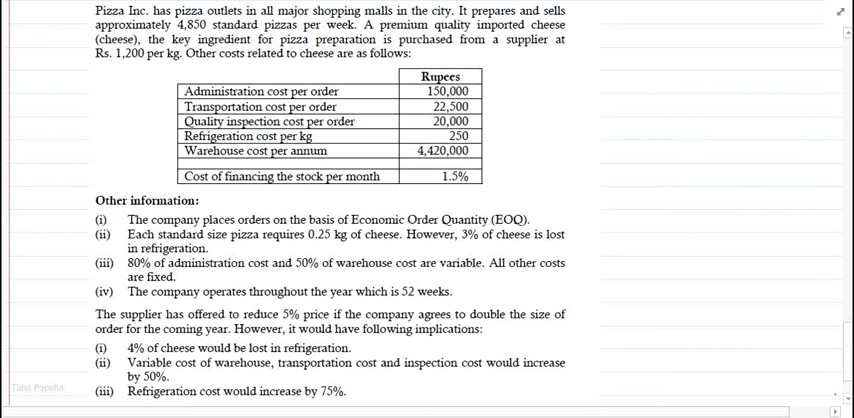 Pizza Inc. has pizza outlets in all major shopping malls in the city. It prepares and sells
approximately 4,850 standard pizzas per week. A premium quality imported cheese
(cheese), the key ingredient for pizza preparation is purchased from a supplier at
Rs. 1,200 per kg. Other costs related to cheese are as follows:
Rupees
Administration cost per order 150,000
Transportation cost per order 22,500
Quality inspection cost per order 20,000
Refrigeration cost per kg 250
Warehouse cost per annum 4,420,000
Cost of financing the stock per month 1.5%
Other information:
(i) The company places orders on the basis of Economic Order Quantity (EOQ).
(ii) Each standard size pizza requires 0.25 kg of cheese. However, 3% of cheese is lost
in refrigeration.
(iii) 80% of administration cost and 50% of warehouse cost are variable. All other costs
are fixed.
(iv) The company operates throughout the year which is 52 weeks.
The supplier has offered to reduce 5% price if the company agrees to double the size of
order for the coming year. However, it would have following implications:
(i) 4% of cheese would be lost in refrigeration.
(ii) Variable cost of warehouse, transportation cost and inspection cost would increase
by 50%.
(iii) Refrigeration cost would increase by 75%.